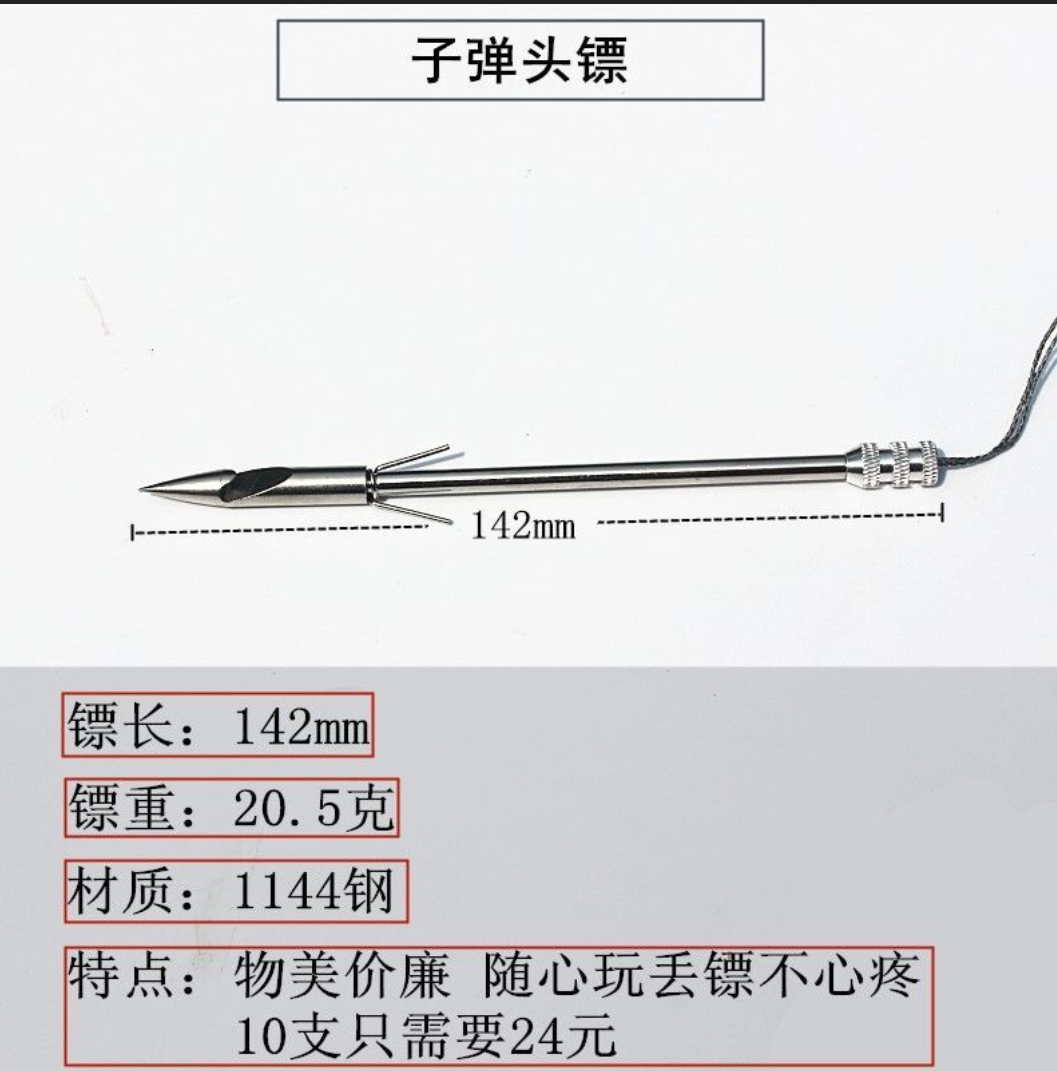 子弹头镖
142mm
镖长：142mm
镖重：20.5克
材质：1144钢
特点：物美价廉 随心玩丢镖不心疼
10支只需要24元